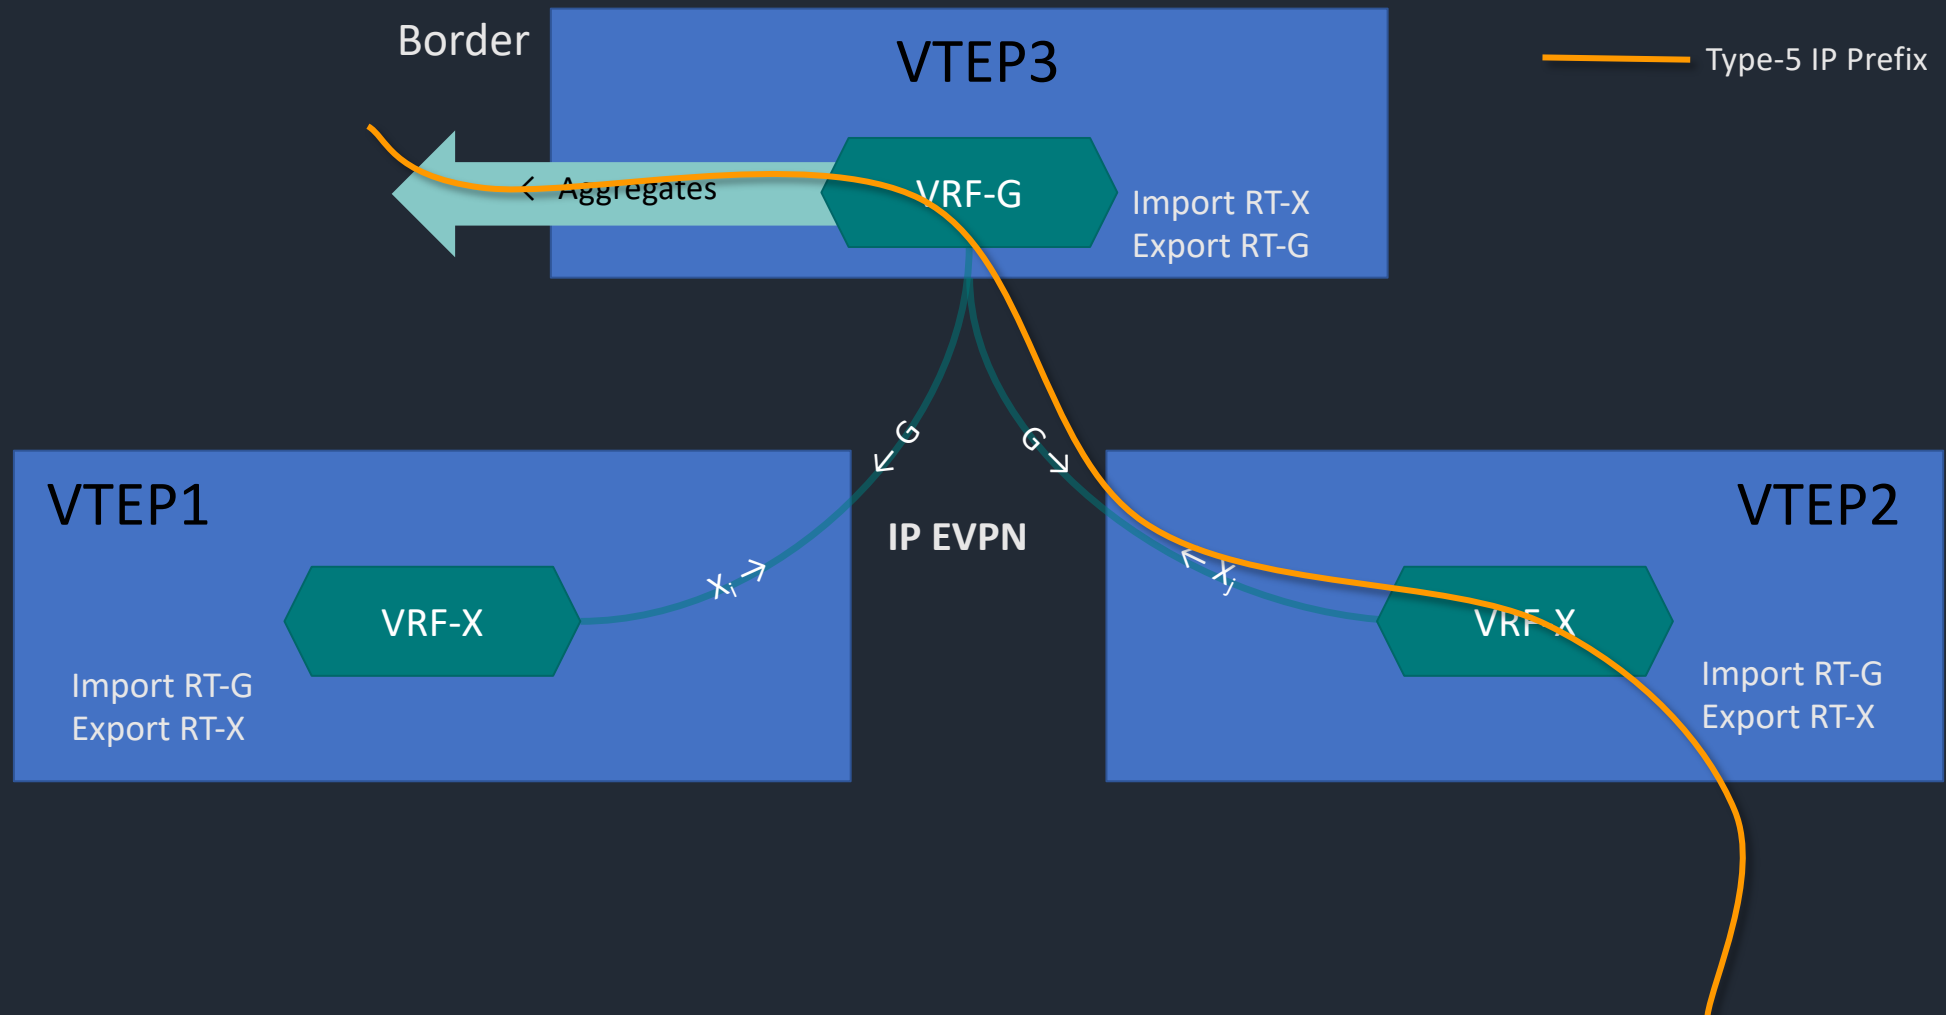 Border
VTEP3
Type-5 IP Prefix
← Aggregates
VRF-G
Import RT-X
Export RT-G
← G
G →
VTEP1
IP EVPN
VTEP2
Xi →
← Xj
VRF-X
VRF-X
Import RT-G
Export RT-X
Import RT-G
Export RT-X